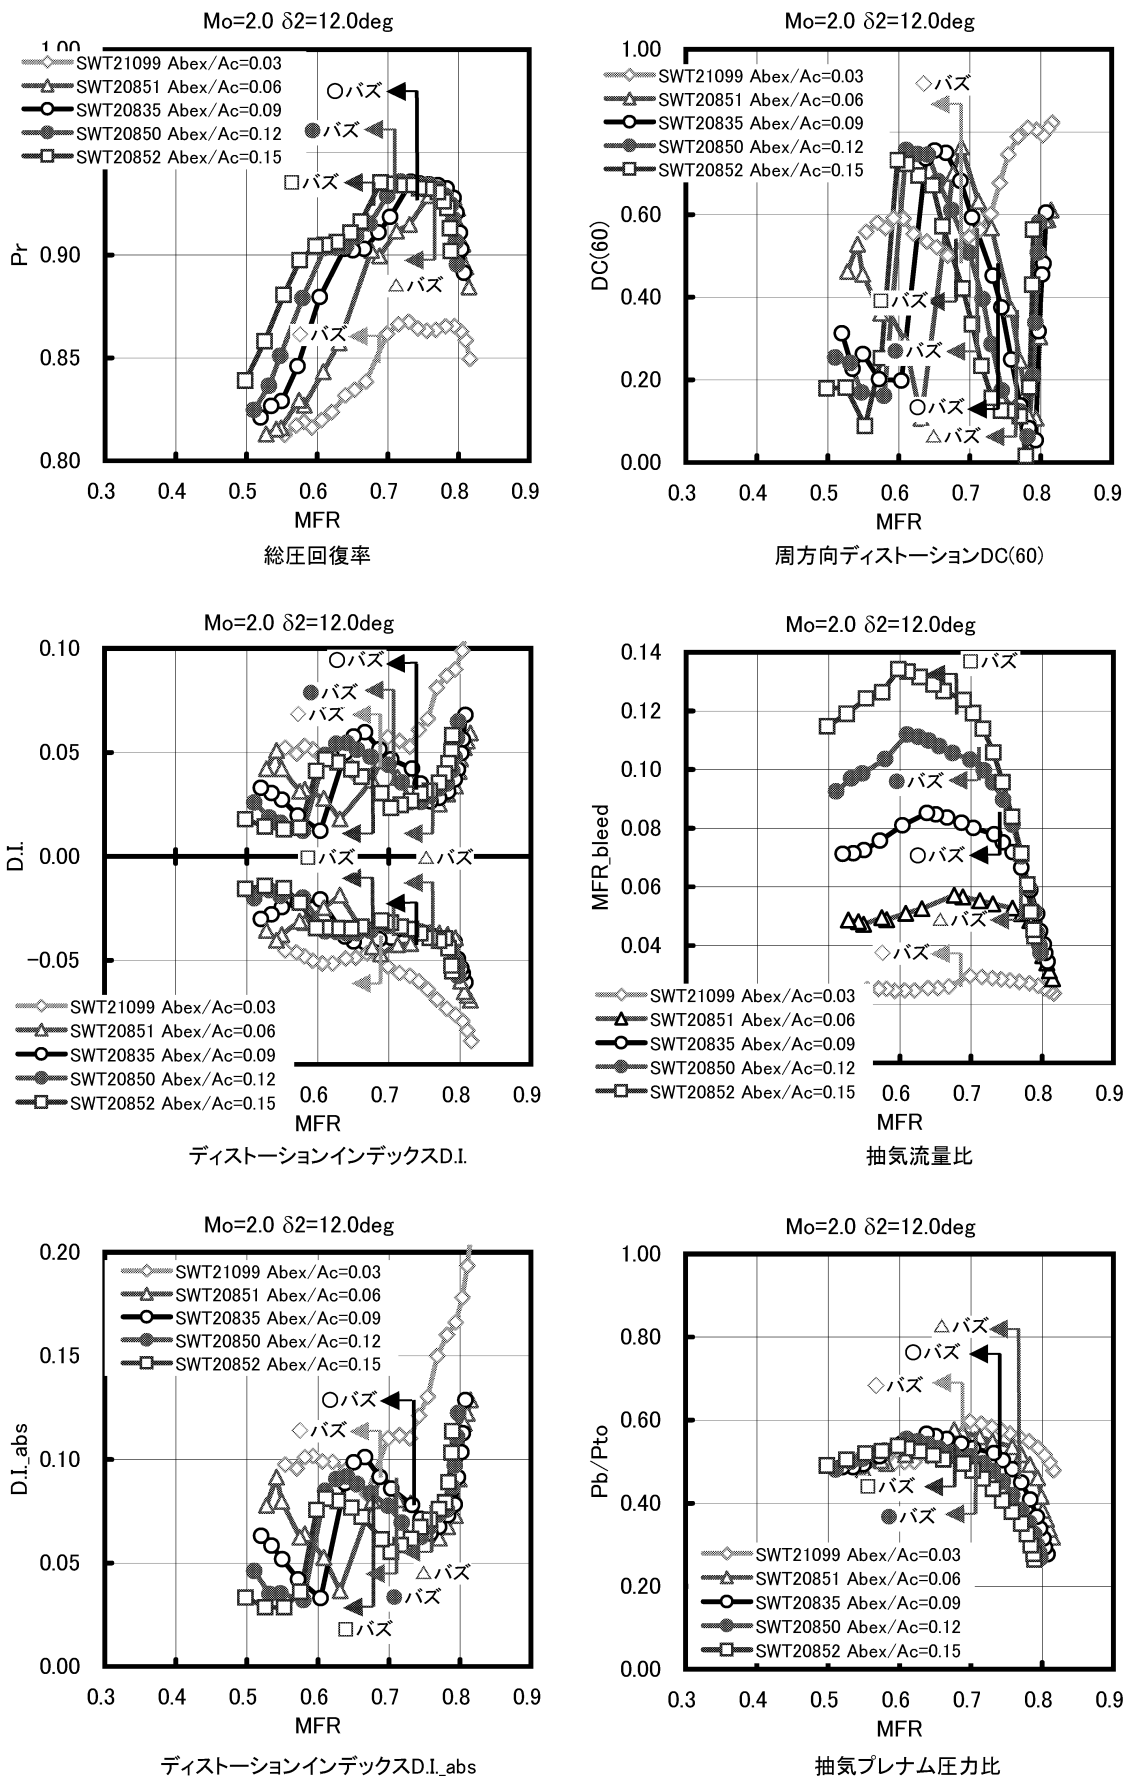 Mo=2.0 δ2=12.0deg
1.00
SWT21099 Abex/Ac=0.03
SWT20851 Abex/Ac=0.06
SWT20835 Abex/Ac=0.09
SWT20850 Abex/Ac=0.12
SWT20852 Abex/Ac=0.15
バズ
バズ
バズ
バズ
バズ
Pr
0.90
0.85
0.80
0.3 0.4 0.5 0.6 0.7 0.8 0.9
MFR
総圧回復率
Mo=2.0 δ2=12.0deg
1.00
SWT21099 Abex/Ac=0.03
SWT20851 Abex/Ac=0.06
SWT20835 Abex/Ac=0.09
SWT20850 Abex/Ac=0.12
SWT20852 Abex/Ac=0.15
バズ
バズ
バズ
バズ
バズ
DC(60)
0.60
0.40
0.20
0.00
0.3 0.4 0.5 0.6 0.7 0.8 0.9
MFR
周方向ディストーションDC(60)
Mo=2.0 δ2=12.0deg
0.10
0.05
0.00
-0.05
D.I.
バズ
バズ
バズ
バズ
バズ
SWT21099 Abex/Ac=0.03
SWT20851 Abex/Ac=0.06
SWT20835 Abex/Ac=0.09
SWT20850 Abex/Ac=0.12
SWT20852 Abex/Ac=0.15
0.6 0.7 0.8 0.9
MFR
ディストーションインデックスD.I.
Mo=2.0 δ2=12.0deg
0.14
0.12
0.10
0.08
0.06
0.04
MFR_bleed
バズ
バズ
バズ
バズ
バズ
SWT21099 Abex/Ac=0.03
SWT20851 Abex/Ac=0.06
SWT20835 Abex/Ac=0.09
SWT20850 Abex/Ac=0.12
SWT20852 Abex/Ac=0.15
0.6 0.7 0.8 0.9
MFR
抽気流量比
Mo=2.0 δ2=12.0deg
0.20
0.15
0.10
0.05
0.00
D.I._abs
SWT21099 Abex/Ac=0.03
SWT20851 Abex/Ac=0.06
SWT20835 Abex/Ac=0.09
SWT20850 Abex/Ac=0.12
SWT20852 Abex/Ac=0.15
バズ
バズ
バズ
バズ
バズ
0.3 0.4 0.5 0.6 0.7 0.8 0.9
MFR
ディストーションインデックスD.I._abs
Mo=2.0 δ2=12.0deg
1.00
0.80
0.60
0.40
0.20
0.00
Pb/Pto
バズ
バズ
バズ
バズ
バズ
SWT21099 Abex/Ac=0.03
SWT20851 Abex/Ac=0.06
SWT20835 Abex/Ac=0.09
SWT20850 Abex/Ac=0.12
SWT20852 Abex/Ac=0.15
0.3 0.4 0.5 0.6 0.7 0.8 0.9
MFR
抽気プレナム圧力比